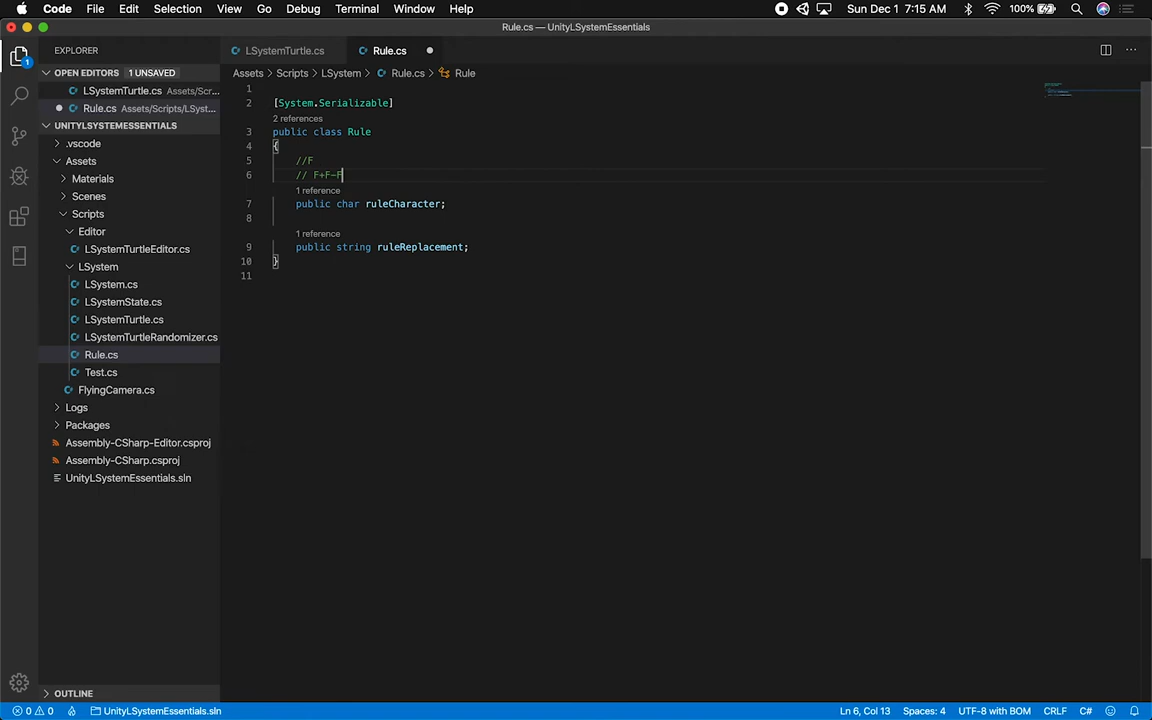 Code File Edit Selection View Go Debug Terminal Window Help Sun Dec 1 7:15 AM 100%
Rule.cs — UnityLSystemEssentials
EXPLORER
LSystemTurtle.cs
Rule.cs
OPEN EDITORS 1 UNSAVED
LSystemTurtle.cs Assets/Scr...
Rule.cs Assets/Scripts/LSyst...
UNITYLSYSTEMESSENTIALS
.vscode
Assets
Materials
Scenes
Scripts
Editor
LSystemTurtleEditor.cs
LSystem
LSystem.cs
LSystemState.cs
LSystemTurtle.cs
LSystemTurtleRandomizer.cs
Rule.cs
Test.cs
FlyingCamera.cs
Logs
Packages
Assembly-CSharp-Editor.csproj
Assembly-CSharp.csproj
UnityLSystemEssentials.sln
OUTLINE
Assets > Scripts > LSystem > Rule.cs > Rule
1
2 [System.Serializable]
2 references
3 public class Rule
4 {
5 //F
6 // F+F-F
1 reference
7 public char ruleCharacter;
8
1 reference
9 public string ruleReplacement;
10 }
11
1
0 0 UnityLSystemEssentials.sln
Ln 6, Col 13 Spaces: 4 UTF-8 with BOM CRLF C#